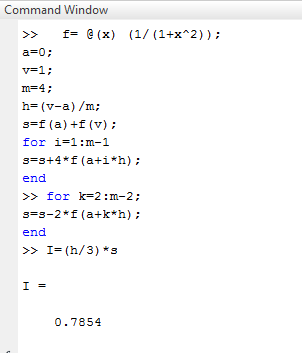 Command Window
>>   f= @(x) (1/(1+x^2));
a=0;
v=1;
m=4;
h=(v-a)/m;
s=f(a)+f(v);
for i=1:m-1
s=s+4*f(a+i*h);
end
>> for k=2:m-2;
s=s-2*f(a+k*h);
end
>> I=(h/3)*s
I =
0.7854